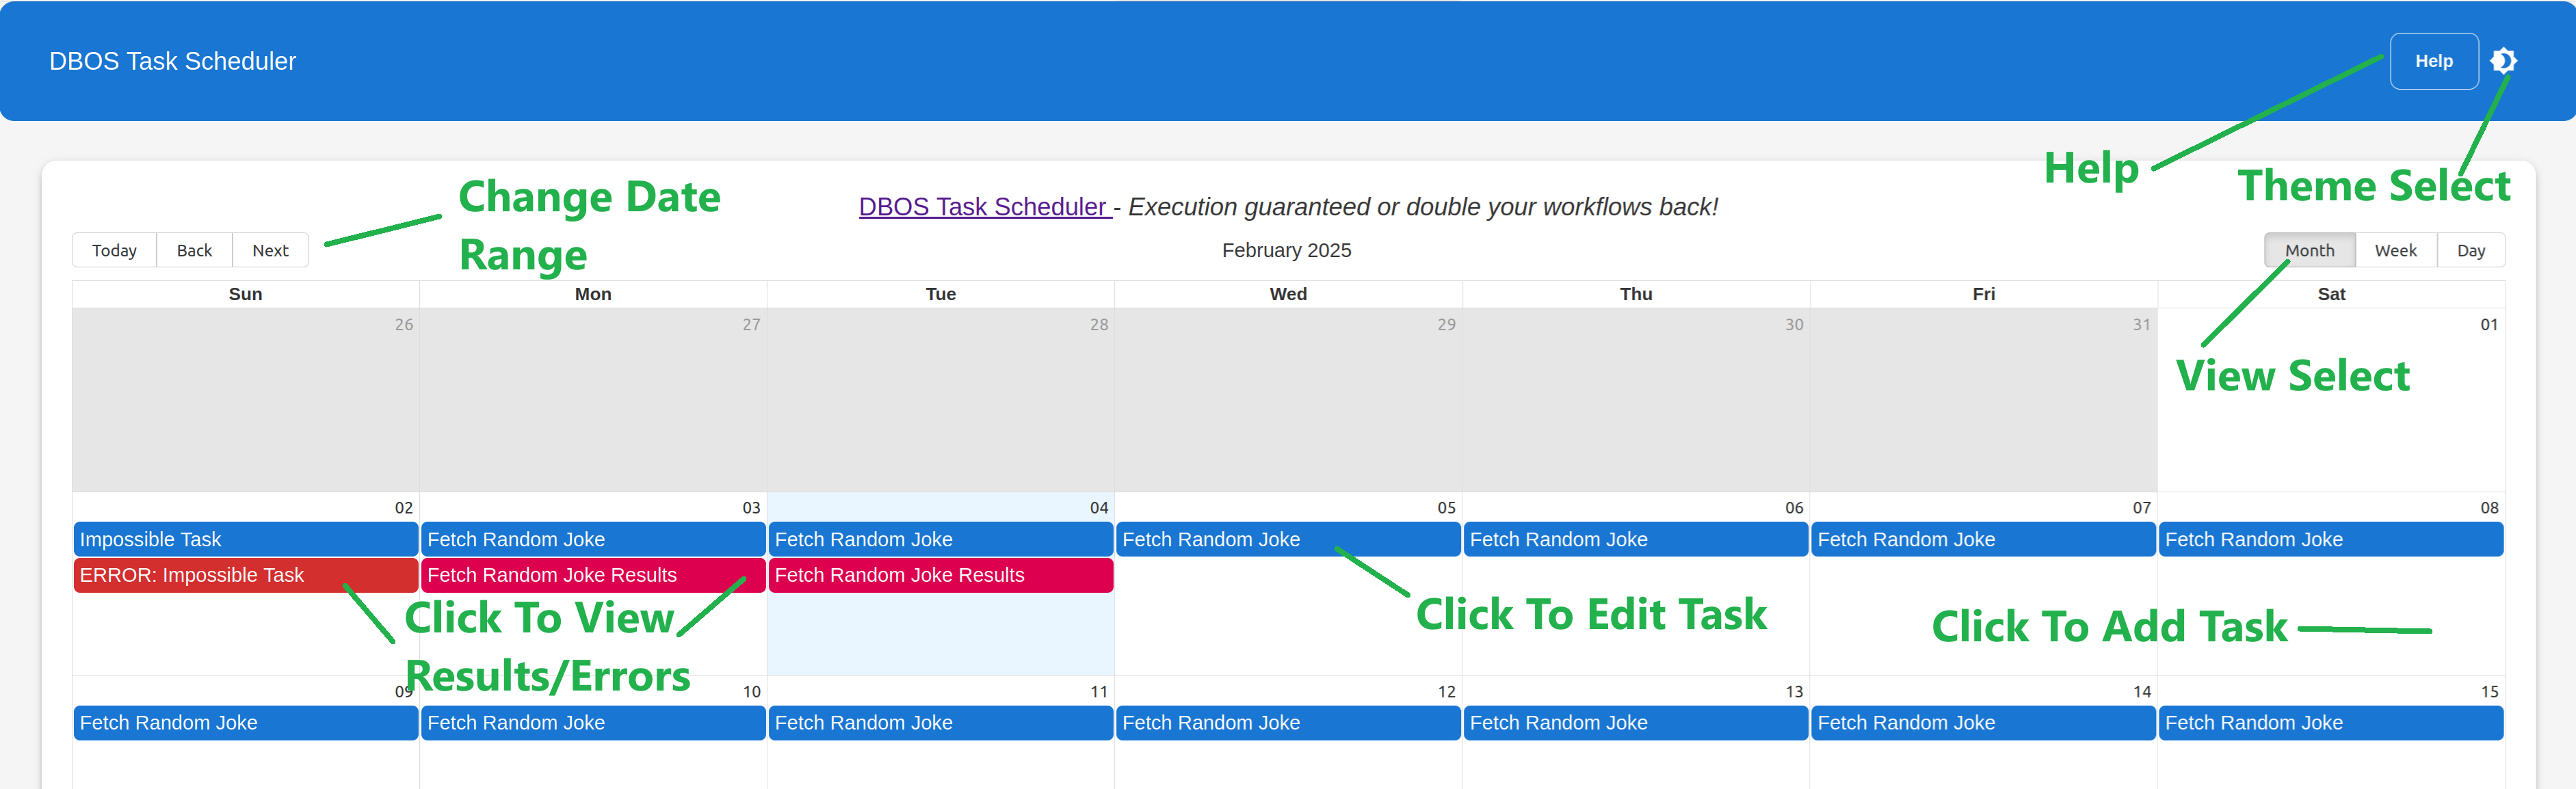 DBOS Task Scheduler
Help
Help
Theme Select
Change Date
Range
DBOS Task Scheduler - Execution guaranteed or double your workflows back!
Today Back Next
February 2025
Month Week Day
View Select
Sun Mon Tue Wed Thu Fri Sat
26 27 28 29 30 31 01
02 03 04 05 06 07 08
Impossible Task Fetch Random Joke Fetch Random Joke Fetch Random Joke Fetch Random Joke Fetch Random Joke Fetch Random Joke
ERROR: Impossible Task Fetch Random Joke Results Fetch Random Joke Results
Click To View
Results/Errors
Click To Edit Task
Click To Add Task
09 10 11 12 13 14 15
Fetch Random Joke Fetch Random Joke Fetch Random Joke Fetch Random Joke Fetch Random Joke Fetch Random Joke Fetch Random Joke